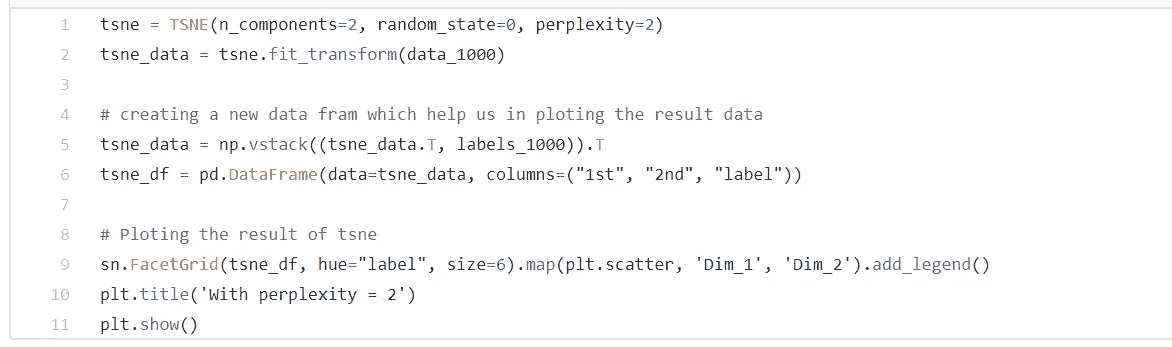 1 tsne = TSNE(n_components=2, random_state=0, perplexity=2)
2 tsne_data = tsne.fit_transform(data_1000)
3
4 # creating a new data fram which help us in ploting the result data
5 tsne_data = np.vstack((tsne_data.T, labels_1000)).T
6 tsne_df = pd.DataFrame(data=tsne_data, columns=("1st", "2nd", "label"))
7
8 # Ploting the result of tsne
9 sn.FacetGrid(tsne_df, hue="label", size=6).map(plt.scatter, 'Dim_1', 'Dim_2').add_legend()
10 plt.title('With perplexity = 2')
11 plt.show()